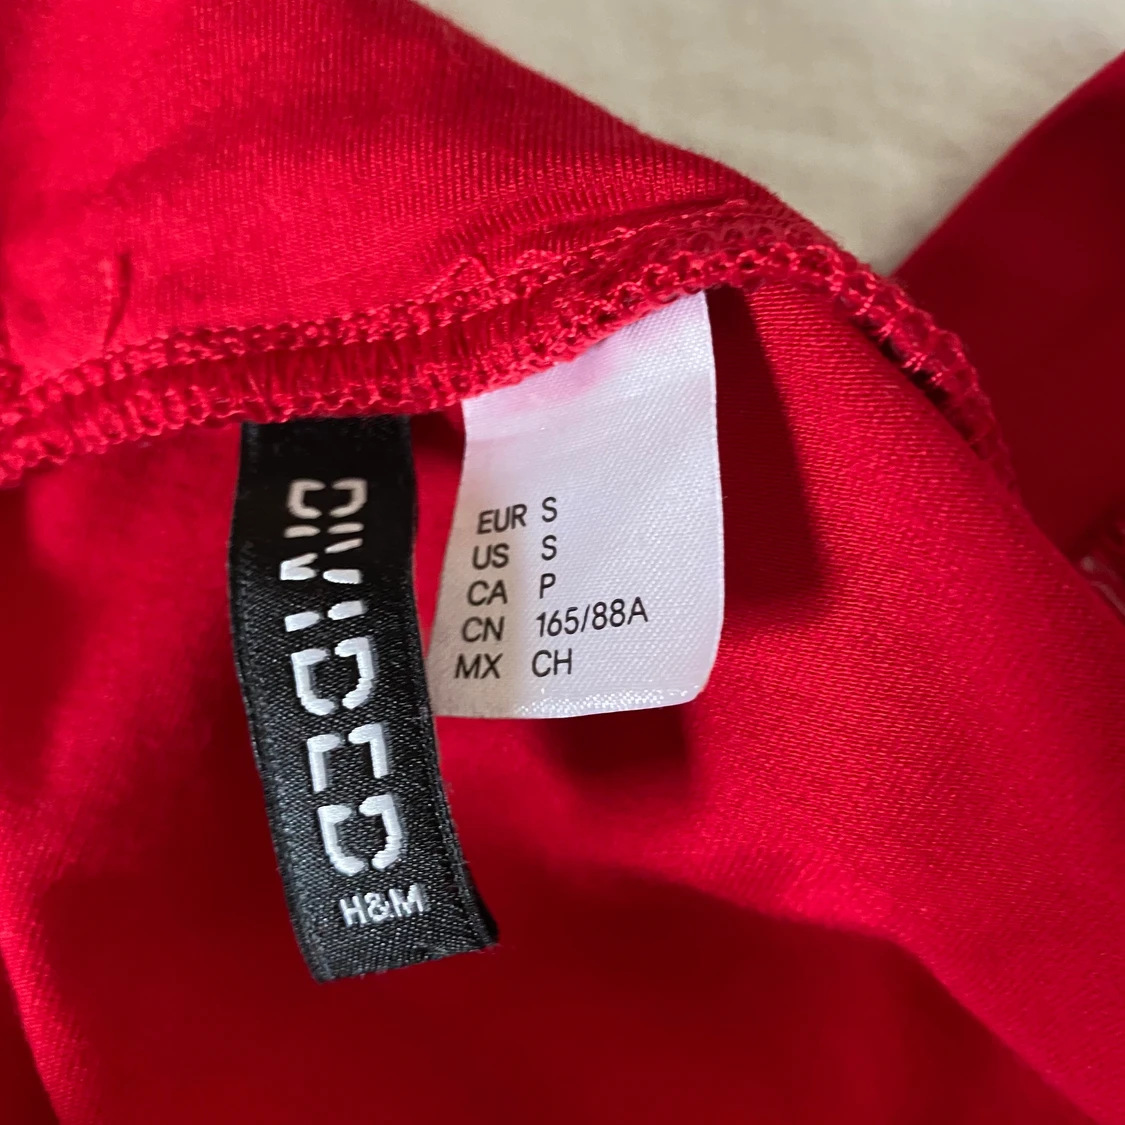 DIVIDED
H&M
EUR S
US S
CA P
CN 165/88A
MX CH